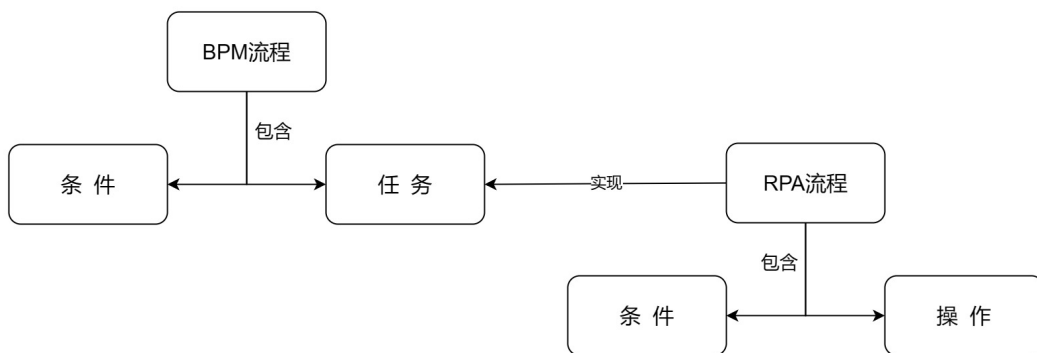 BPM流程
包含
条 件
任 务
实现
RPA流程
包含
条 件
操 作